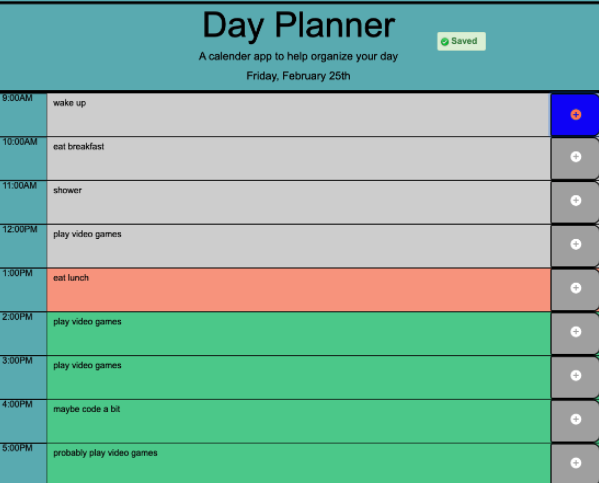 Day Planner
Saved
A calender app to help organize your day
Friday, February 25th
9:00AM wake up
10:00AM eat breakfast
11:00AM shower
12:00PM play video games
1:00PM eat lunch
2:00PM play video games
3:00PM play video games
4:00PM maybe code a bit
5:00PM probably play video games